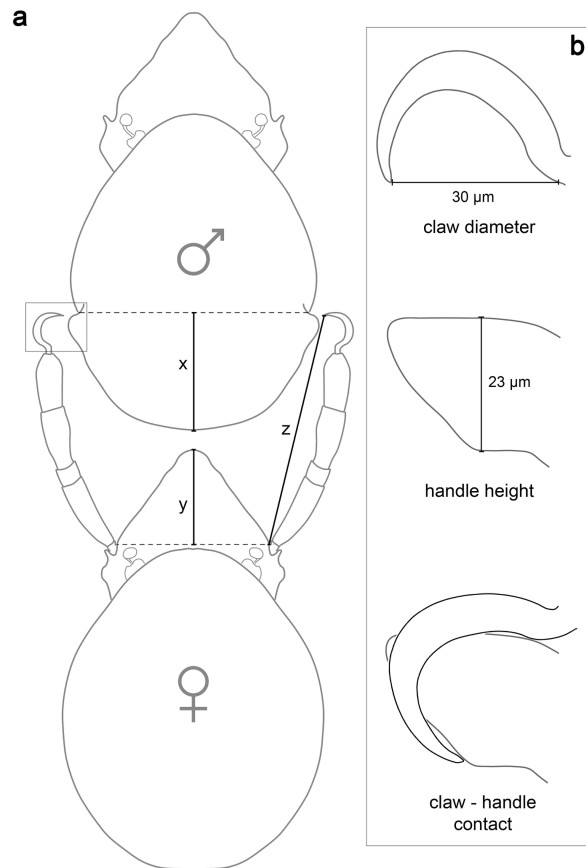 a
b
30 µm
claw diameter
x
23 µm
z
handle height
y
claw - handle
contact